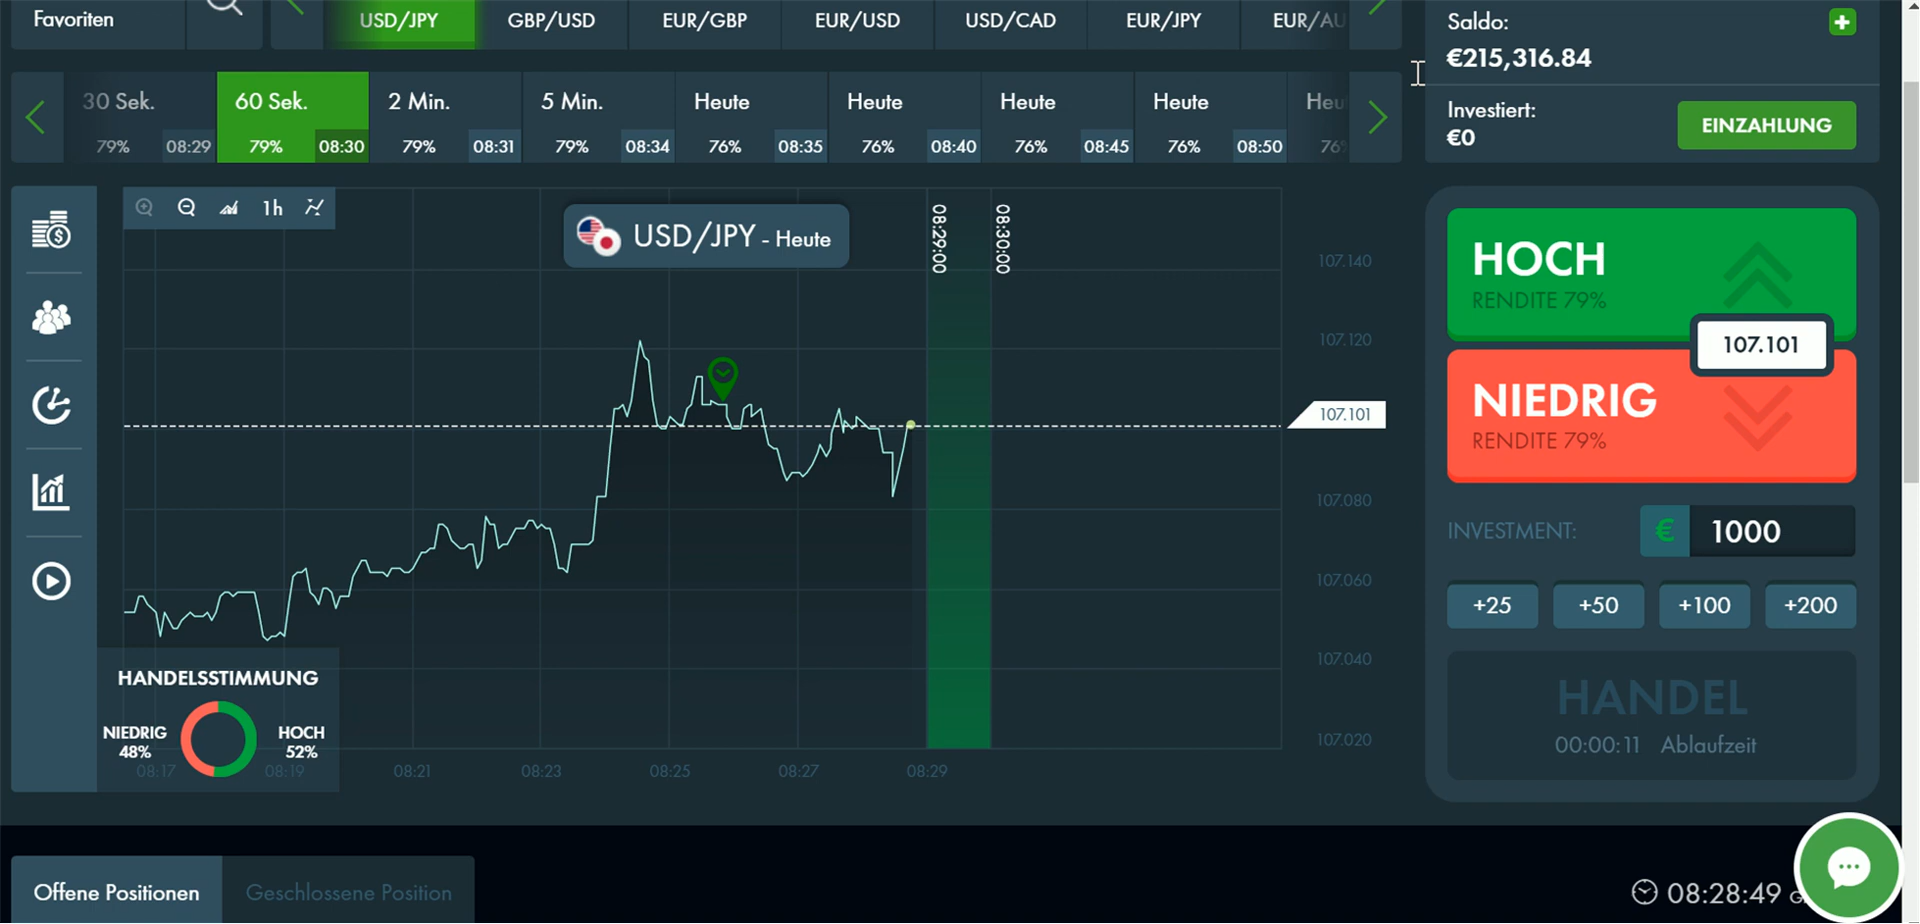 Favoriten
USD/JPY
GBP/USD
EUR/GBP
EUR/USD
USD/CAD
EUR/JPY
EUR/AU
Saldo:
€215,316.84
30 Sek.
79%
08:29
60 Sek.
79%
08:30
2 Min.
79%
08:31
5 Min.
79%
08:34
Heute
76%
08:35
Heute
76%
08:40
Heute
76%
08:45
Heute
76%
08:50
Heu
76%
Investiert:
€0
EINZAHLUNG
1h
USD/JPY - Heute
08:29:00
08:30:00
107.140
107.120
107.101
107.080
107.060
107.040
107.020
HANDELSSTIMMUNG
NIEDRIG
48%
HOCH
52%
08:17
08:19
08:21
08:23
08:25
08:27
08:29
HOCH
RENDITE 79%
107.101
NIEDRIG
RENDITE 79%
INVESTMENT:
€ 1000
+25
+50
+100
+200
HANDEL
00:00:11 Ablaufzeit
Offene Positionen
Geschlossene Position
08:28:49